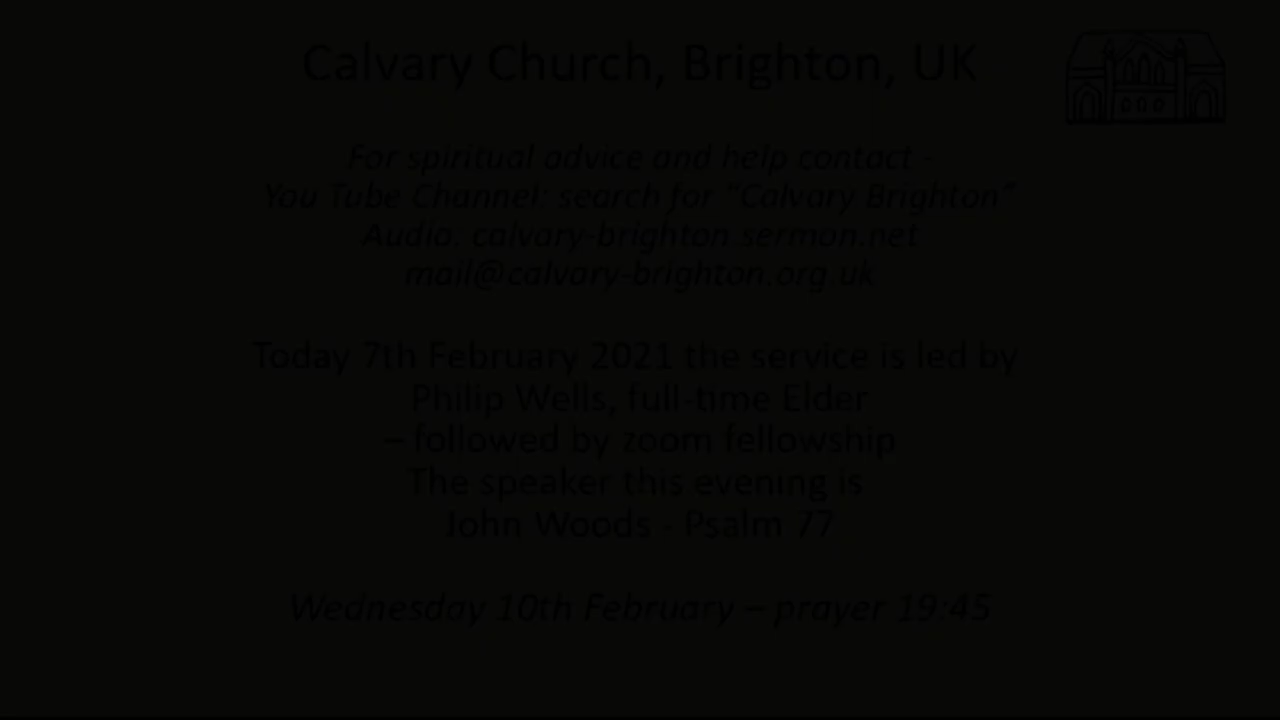 Calvary Church, Brighton, UK
For spiritual advice and help contact -
You Tube Channel: search for "Calvary Brighton"
Audio: calvary-brighton.sermon.net
mail@calvary-brighton.org.uk
Today 7th February 2021 the service is led by
Philip Wells, full-time Elder
– followed by zoom fellowship
The speaker this evening is
John Woods - Psalm 77
Wednesday 10th February – prayer 19:45